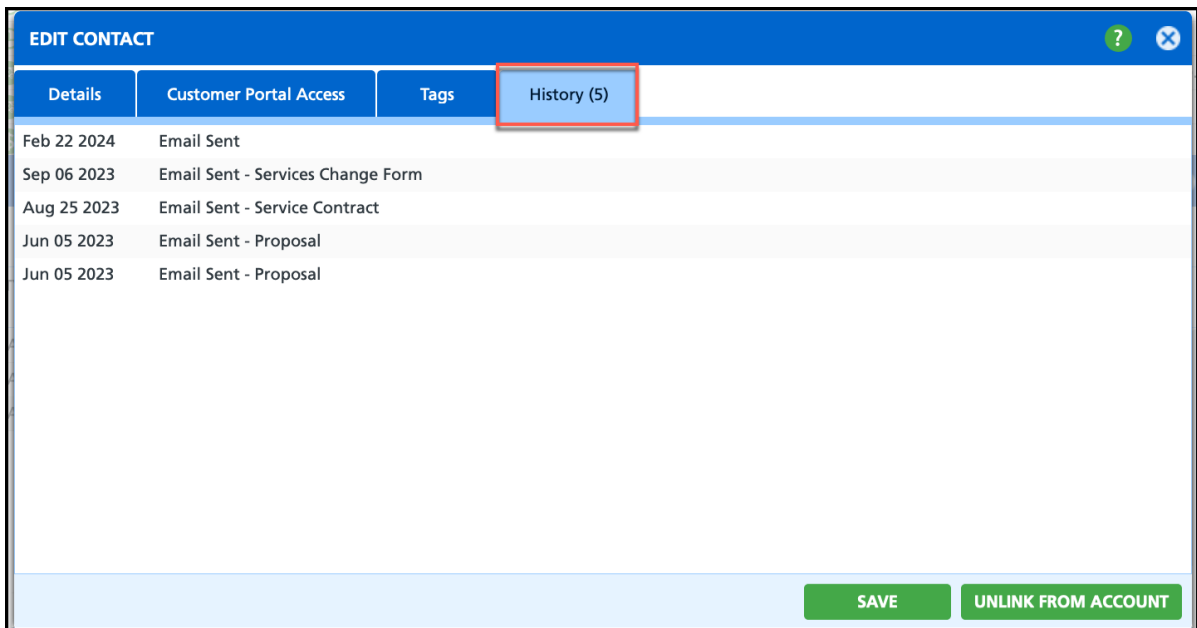 EDIT CONTACT ?
Details Customer Portal Access Tags History (5)
Feb 22 2024 Email Sent
Sep 06 2023 Email Sent - Services Change Form
Aug 25 2023 Email Sent - Service Contract
Jun 05 2023 Email Sent - Proposal
Jun 05 2023 Email Sent - Proposal
SAVE UNLINK FROM ACCOUNT